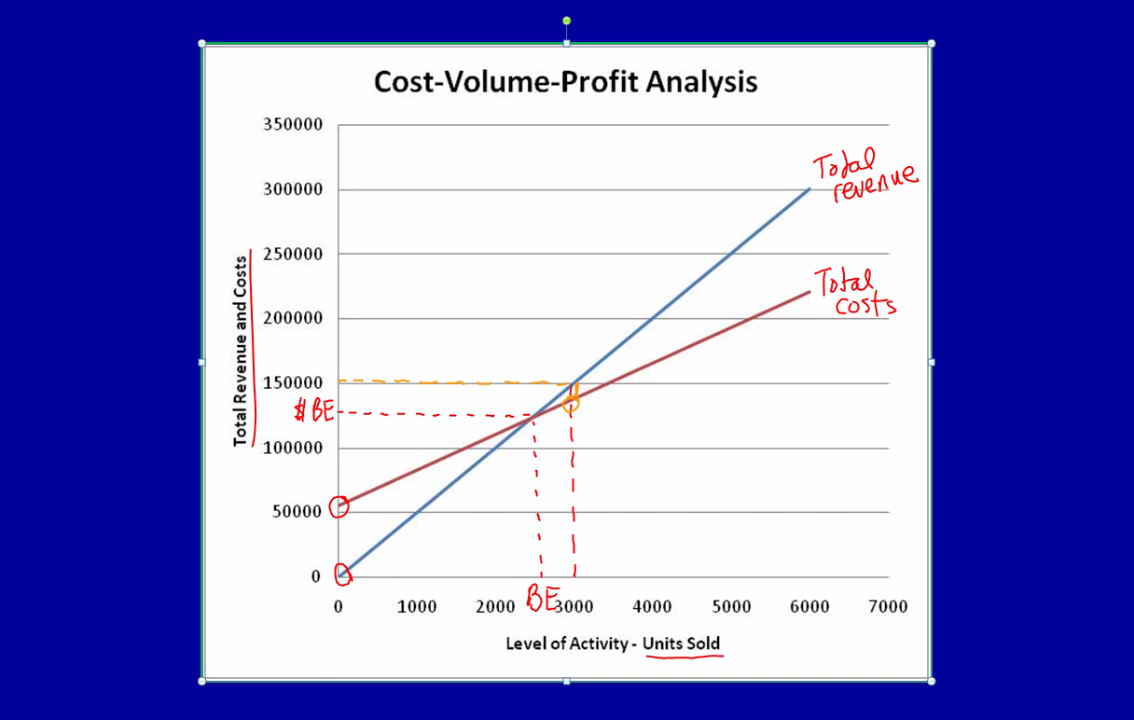 Cost-Volume-Profit Analysis
350000
300000
250000
200000
150000
100000
50000
0
Total Revenue and Costs
Total
revenue
Total
costs
$ BE
BE
0 1000 2000 3000 4000 5000 6000 7000
Level of Activity - Units Sold